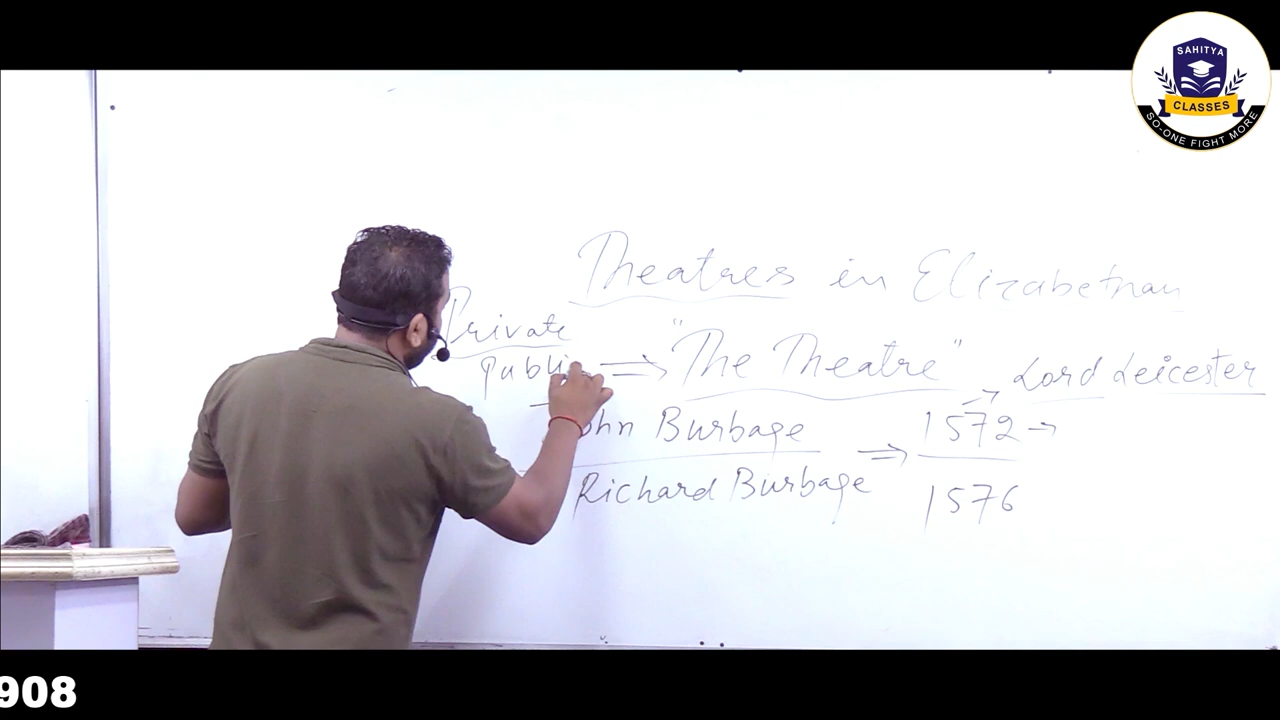 SAHITYA
CLASSES
SO-ONE FIGHT MORE
Theatres in Elizabethan
Private
Public ⇒ "The Theatre" → Lord Leicester
John Burbage ⇒ 1572 →
Richard Burbage 1576
908